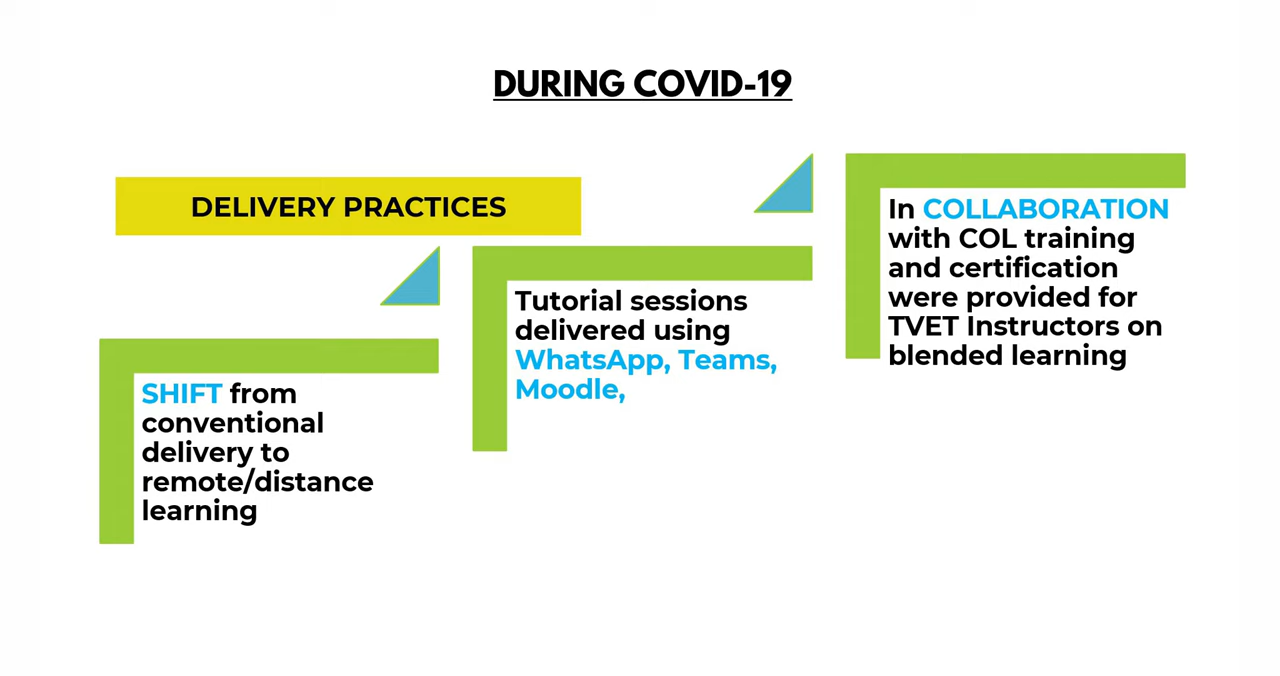 DURING COVID-19
DELIVERY PRACTICES
SHIFT from
conventional
delivery to
remote/distance
learning
Tutorial sessions
delivered using
WhatsApp, Teams,
Moodle,
In COLLABORATION
with COL training
and certification
were provided for
TVET Instructors on
blended learning